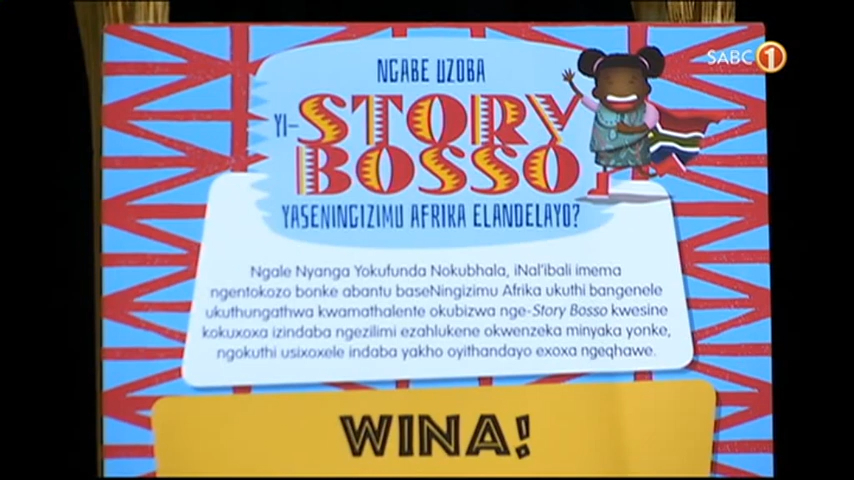 SABC 1
NGABE UZOBA
YI-STORY
BOSSO
YASENINGIZIMU AFRIKA ELANDELAYO?
Ngale Nyanga Yokufunda Nokubhala, iNal'ibali imema
ngentokozo bonke abantu baseNingizimu Afrika ukuthi bangenele
ukuthungathwa kwamathalente okubizwa nge-Story Bosso kwesine
kokuxoxa izindaba ngezilimi ezahlukene okwenzeka minyaka yonke,
ngokuthi usixoxele indaba yakho oyithandayo exoxa ngeqhawe.
WINA!